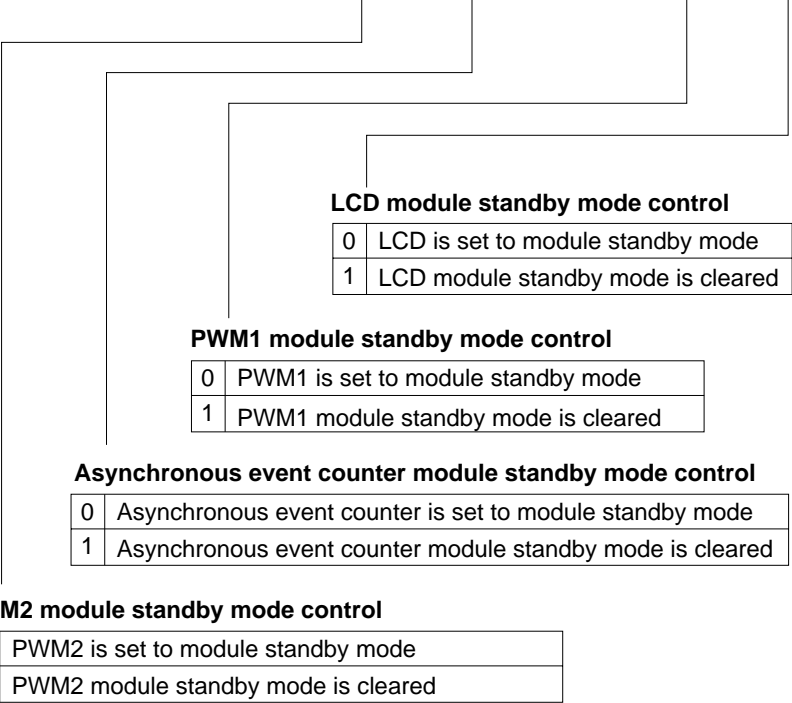 LCD module standby mode control
0 LCD is set to module standby mode
1 LCD module standby mode is cleared
PWM1 module standby mode control
0 PWM1 is set to module standby mode
1 PWM1 module standby mode is cleared
Asynchronous event counter module standby mode control
0 Asynchronous event counter is set to module standby mode
1 Asynchronous event counter module standby mode is cleared
M2 module standby mode control
PWM2 is set to module standby mode
PWM2 module standby mode is cleared